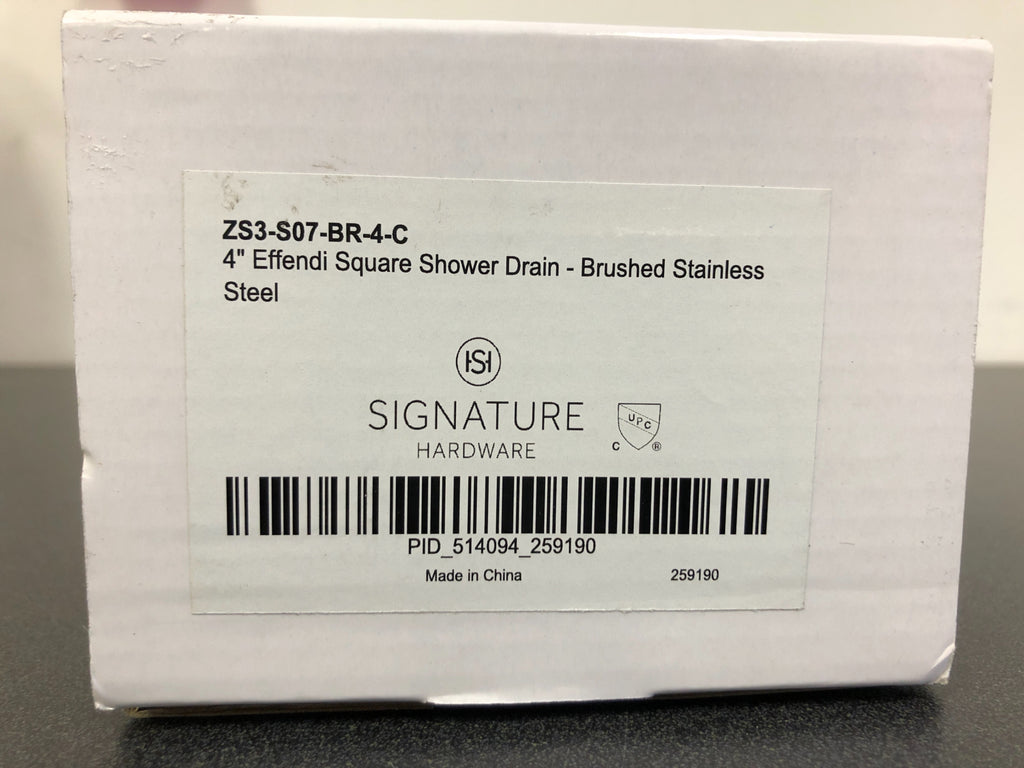 ZS3-S07-BR-4-C
4" Effendi Square Shower Drain - Brushed Stainless
Steel
HSH
SIGNATURE
HARDWARE
UPC
C ®
PID_514094_259190
Made in China
259190